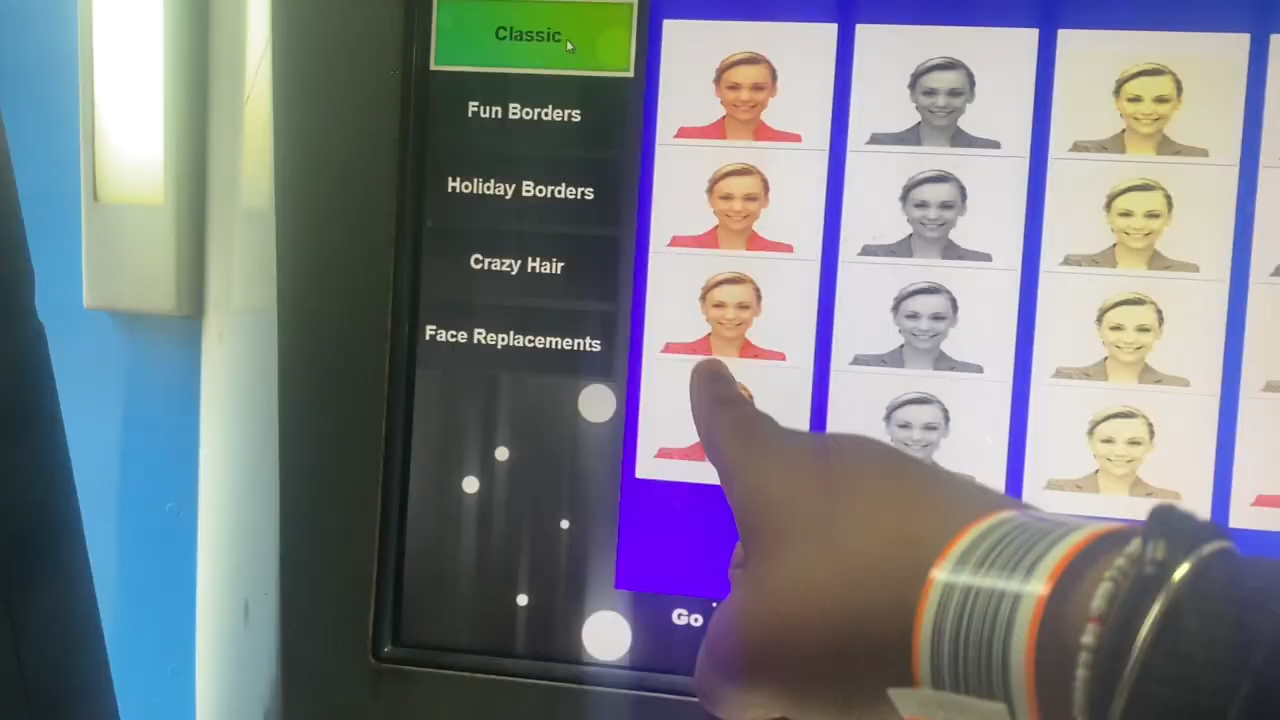 Classic
Fun Borders
Holiday Borders
Crazy Hair
Face Replacements
Go